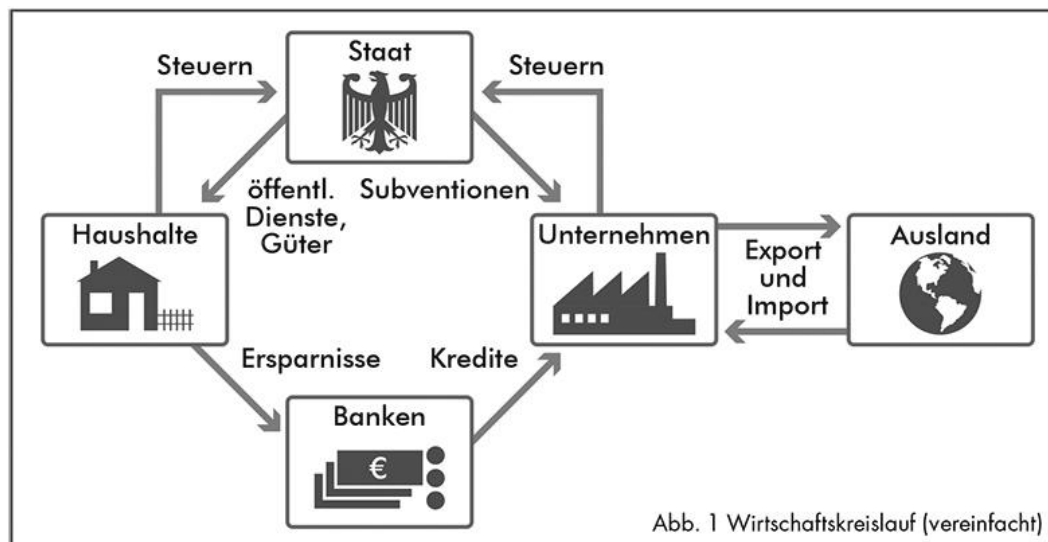 Staat
Steuern
Steuern
öffentl.
Dienste,
Güter
Subventionen
Haushalte
Unternehmen
Export
und
Import
Ausland
Ersparnisse
Kredite
Banken
€
Abb. 1 Wirtschaftskreislauf (vereinfacht)